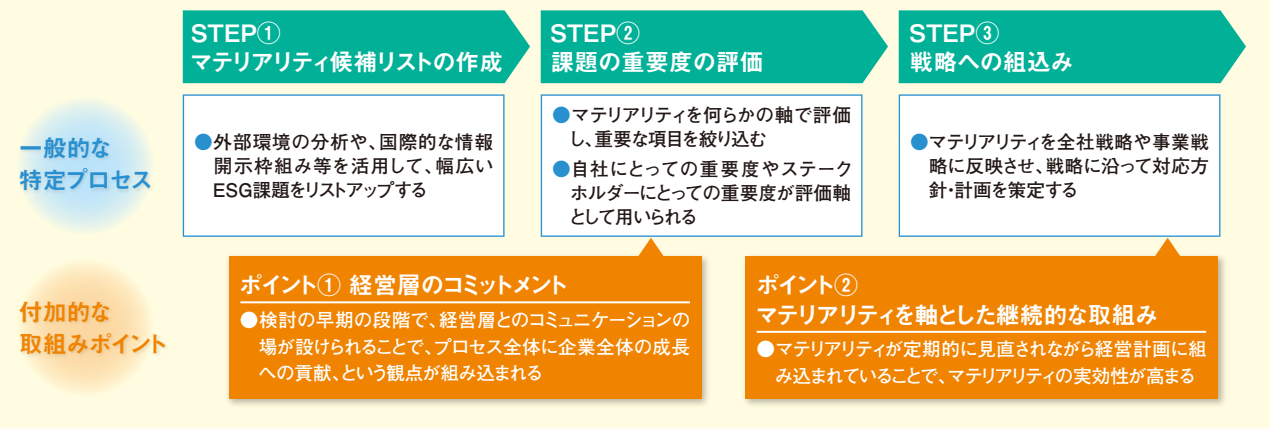 STEP①
マテリアリティ候補リストの作成
STEP②
課題の重要度の評価
STEP③
戦略への組込み
一般的な
特定プロセス
●外部環境の分析や、国際的な情報
開示枠組み等を活用して、幅広い
ESG課題をリストアップする
●マテリアリティを何らかの軸で評価
し、重要な項目を絞り込む
●自社にとっての重要度やステーク
ホルダーにとっての重要度が評価軸
として用いられる
●マテリアリティを全社戦略や事業戦
略に反映させ、戦略に沿って対応方
針・計画を策定する
付加的な
取組みポイント
ポイント① 経営層のコミットメント
●検討の早期の段階で、経営層とのコミュニケーションの
場が設けられることで、プロセス全体に企業全体の成長
への貢献、という観点が組み込まれる
ポイント②
マテリアリティを軸とした継続的な取組み
●マテリアリティが定期的に見直されながら経営計画に組
み込まれていることで、マテリアリティの実効性が高まる